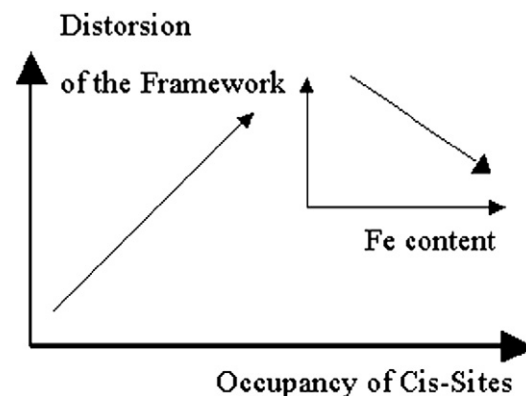 Distorsion
of the Framework
Fe content
Occupancy of Cis-Sites